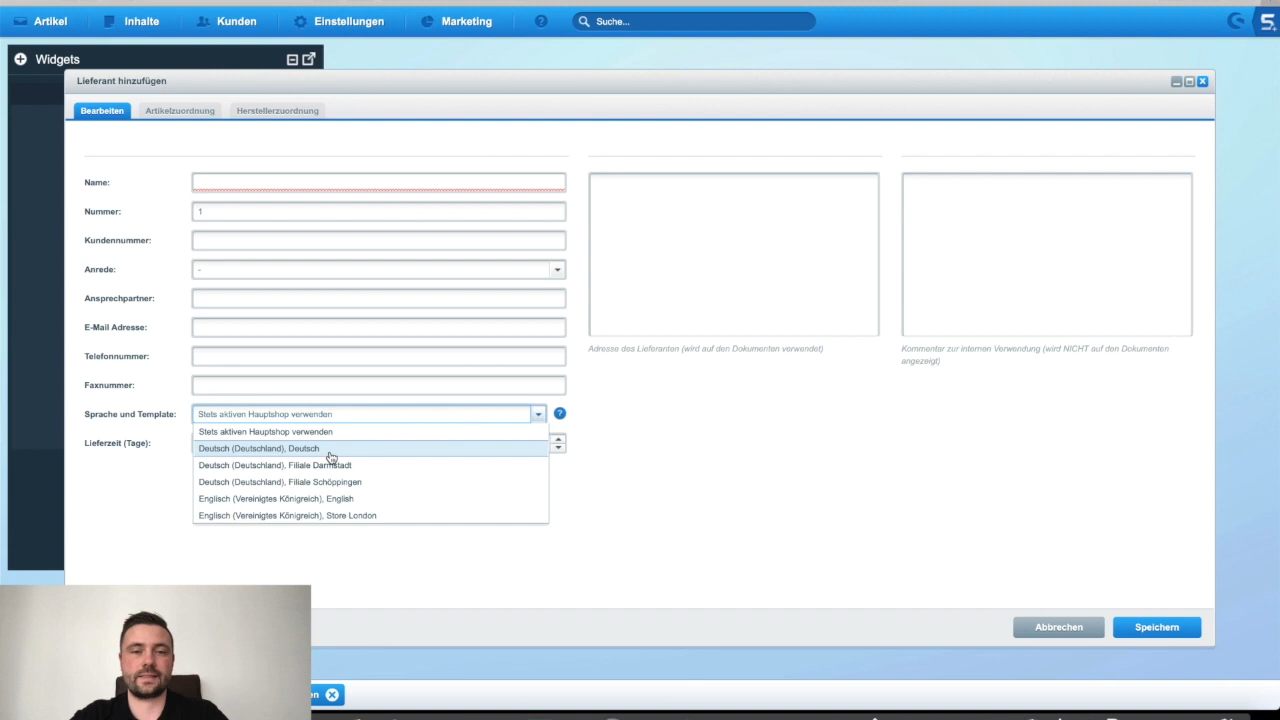 Artikel
Inhalte
Kunden
Einstellungen
Marketing
Suche...
Widgets
Lieferant hinzufügen
Bearbeiten
Artikelzuordnung
Herstellerzuordnung
Name:
Nummer:
1
Kundennummer:
Anrede:
-
Ansprechpartner:
E-Mail Adresse:
Telefonnummer:
Faxnummer:
Sprache und Template:
Stets aktiven Hauptshop verwenden
Stets aktiven Hauptshop verwenden
Deutsch (Deutschland), Deutsch
Deutsch (Deutschland), Filiale Darmstadt
Deutsch (Deutschland), Filiale Schöppingen
Englisch (Vereinigtes Königreich), English
Englisch (Vereinigtes Königreich), Store London
Lieferzeit (Tage):
Adresse des Lieferanten (wird auf den Dokumenten verwendet)
Kommentar zur internen Verwendung (wird NICHT auf den Dokumenten
angezeigt)
Abbrechen
Speichern